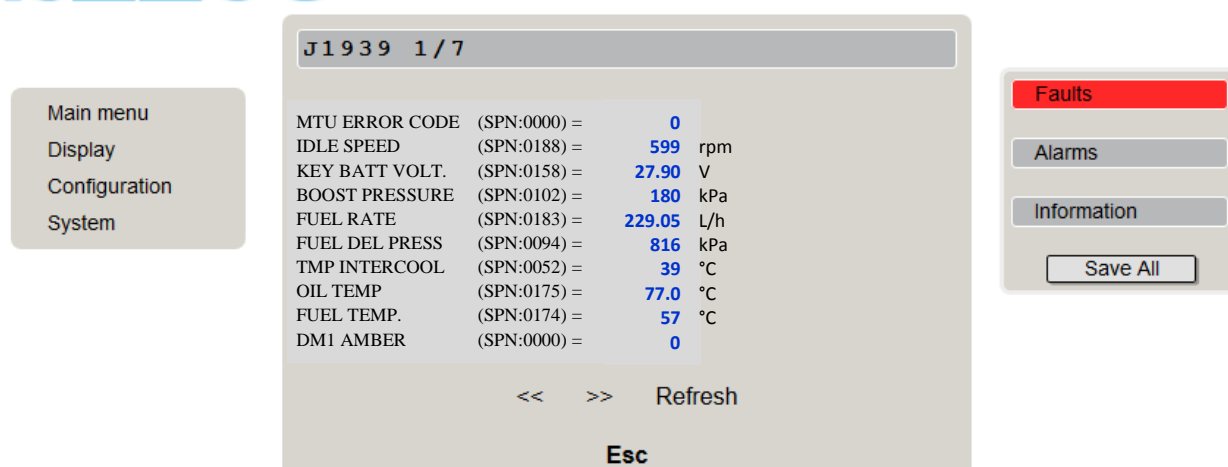 J1939 1/7
Main menu
Display
Configuration
System
MTU ERROR CODE (SPN:0000) = 0
IDLE SPEED (SPN:0188) = 599 rpm
KEY BATT VOLT. (SPN:0158) = 27.90 V
BOOST PRESSURE (SPN:0102) = 180 kPa
FUEL RATE (SPN:0183) = 229.05 L/h
FUEL DEL PRESS (SPN:0094) = 816 kPa
TMP INTERCOOL (SPN:0052) = 39 °C
OIL TEMP (SPN:0175) = 77.0 °C
FUEL TEMP. (SPN:0174) = 57 °C
DM1 AMBER (SPN:0000) = 0
<< >> Refresh
Esc
Faults
Alarms
Information
Save All